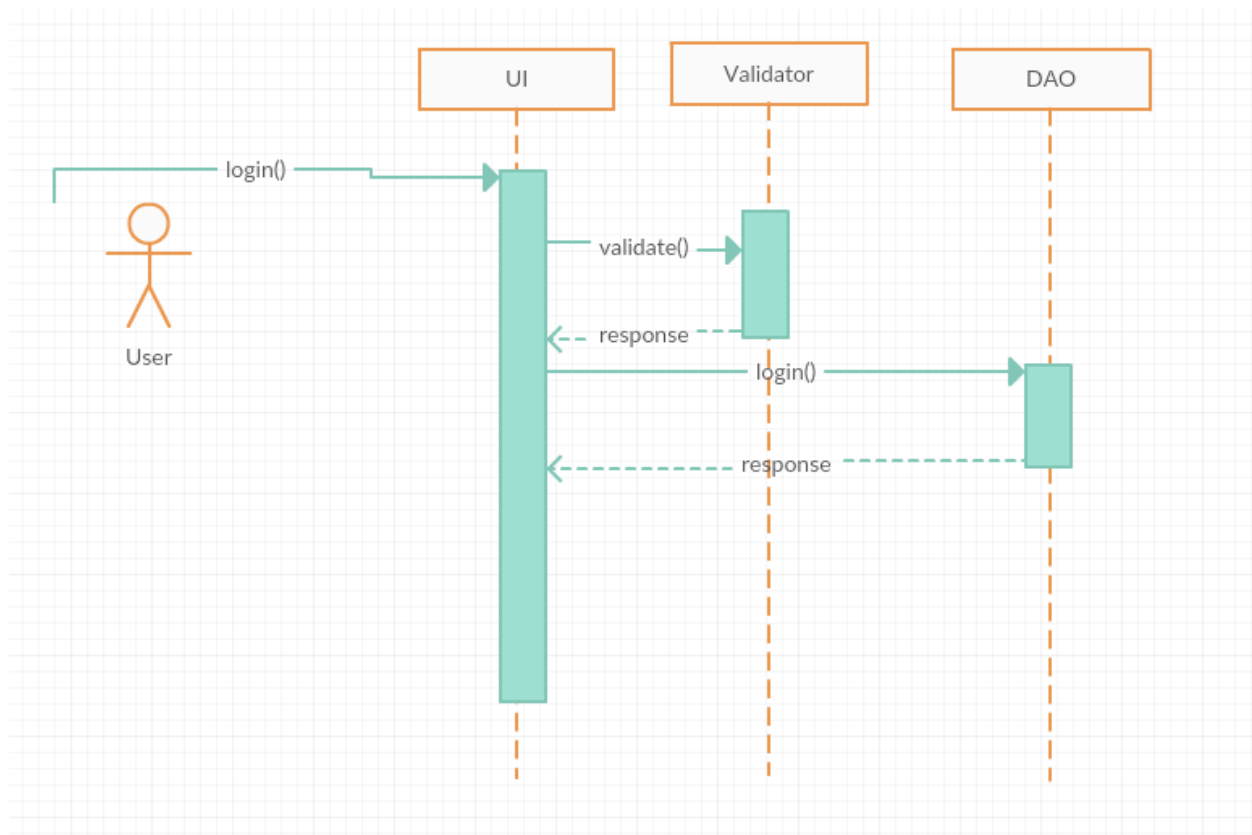 UI
Validator
DAO
login()
validate()
response
User
login()
response